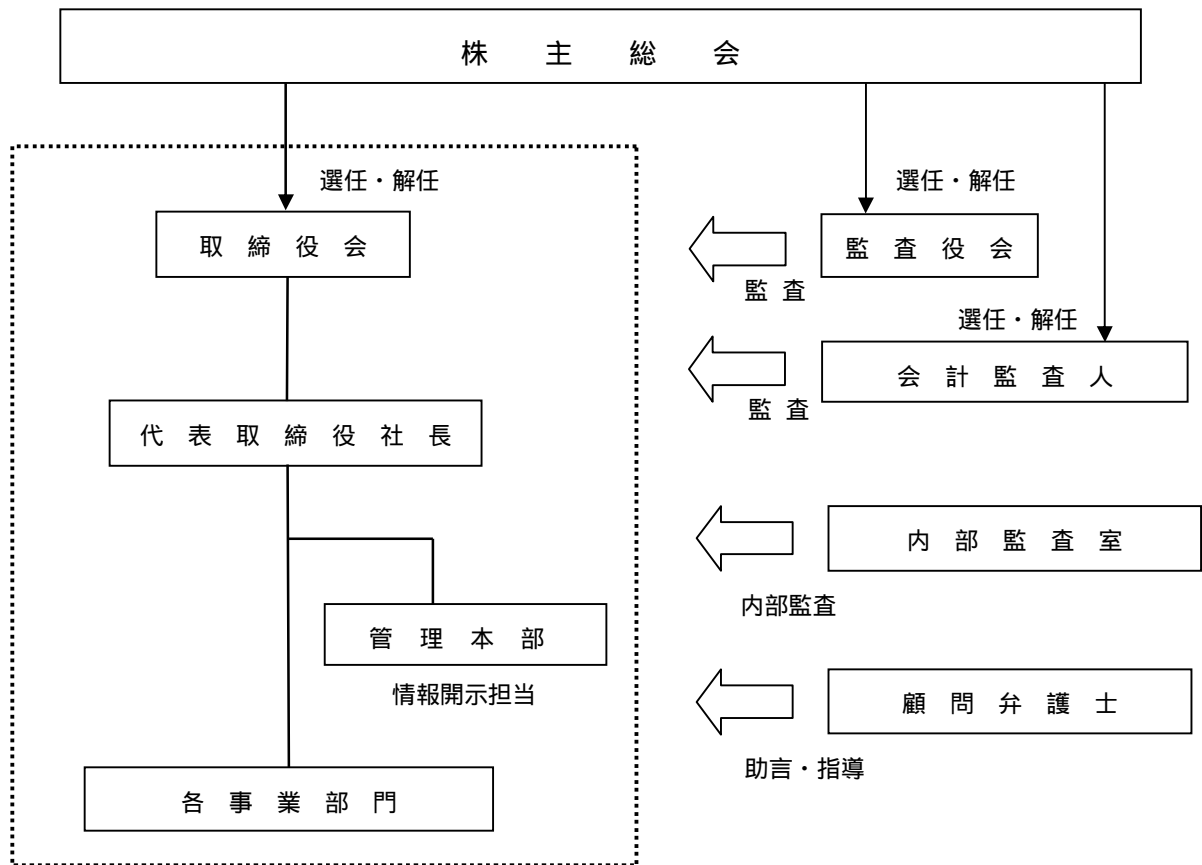 株主総会
選任・解任
選任・解任
取締役会
監査役会
監査
選任・解任
会計監査人
監査
代表取締役社長
内部監査室
内部監査
管理本部
情報開示担当
顧問弁護士
助言・指導
各事業部門